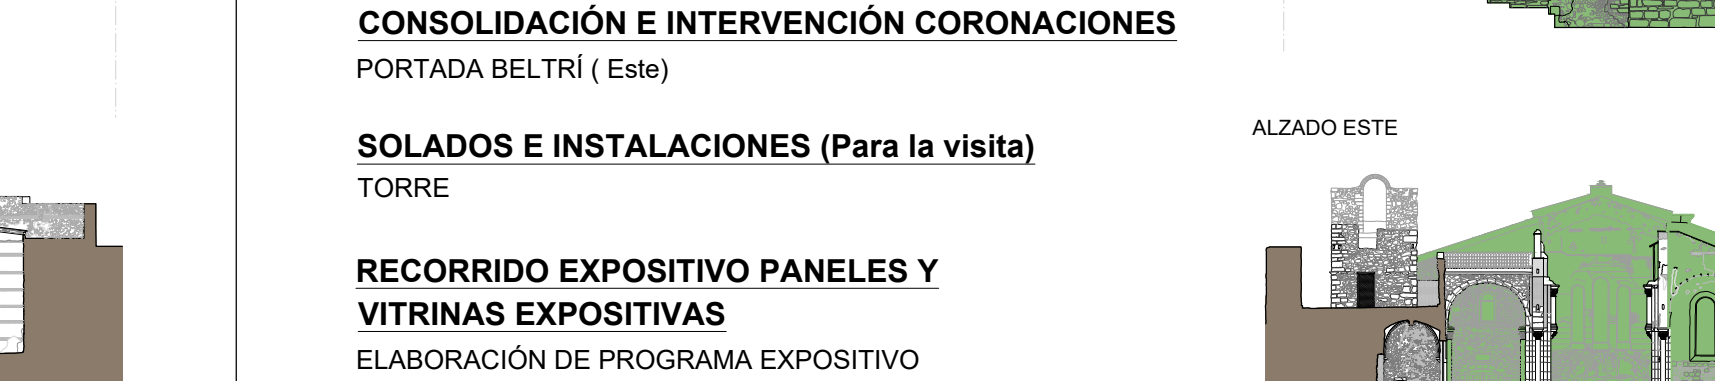 CONSOLIDACIÓN E INTERVENCIÓN CORONACIONES
PORTADA BELTRÍ ( Este)
SOLADOS E INSTALACIONES (Para la visita)
TORRE
RECORRIDO EXPOSITIVO PANELES Y
VITRINAS EXPOSITIVAS
ELABORACIÓN DE PROGRAMA EXPOSITIVO
ALZADO ESTE